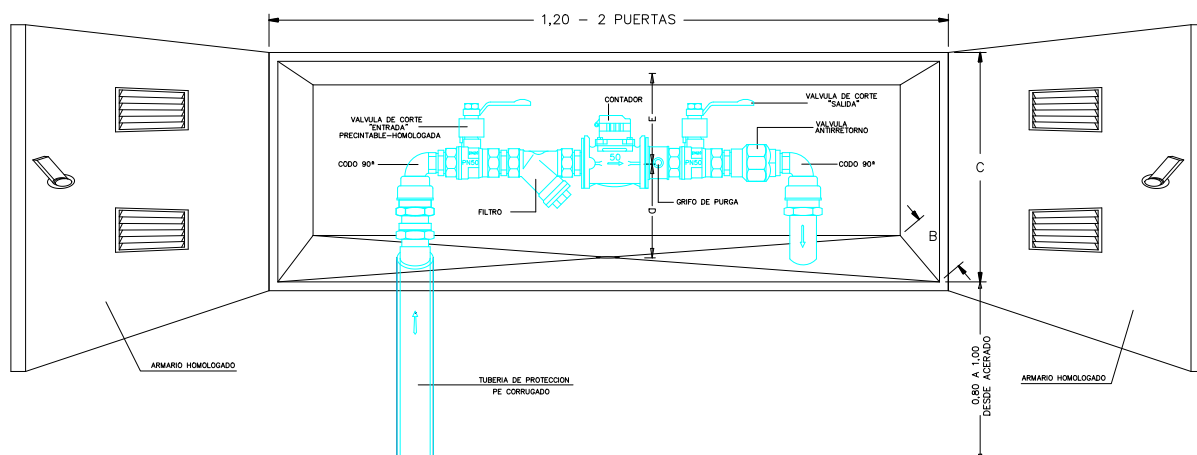 1,20 - 2 PUERTAS
CONTADOR
VALVULA DE CORTE
"SALIDA"
VALVULA DE CORTE
"ENTRADA"
PRECINTABLE-HOMOLOGADA
VALVULA
ANTIRRETORNO
E
CODO 90º
PN50
50
PN50
CODO 90º
C
GRIFO DE PURGA
FILTRO
D
B
ARMARIO HOMOLOGADO
TUBERIA DE PROTECCION
PE CORRUGADO
0,80 A 1,00
DESDE ACERADO
ARMARIO HOMOLOGADO